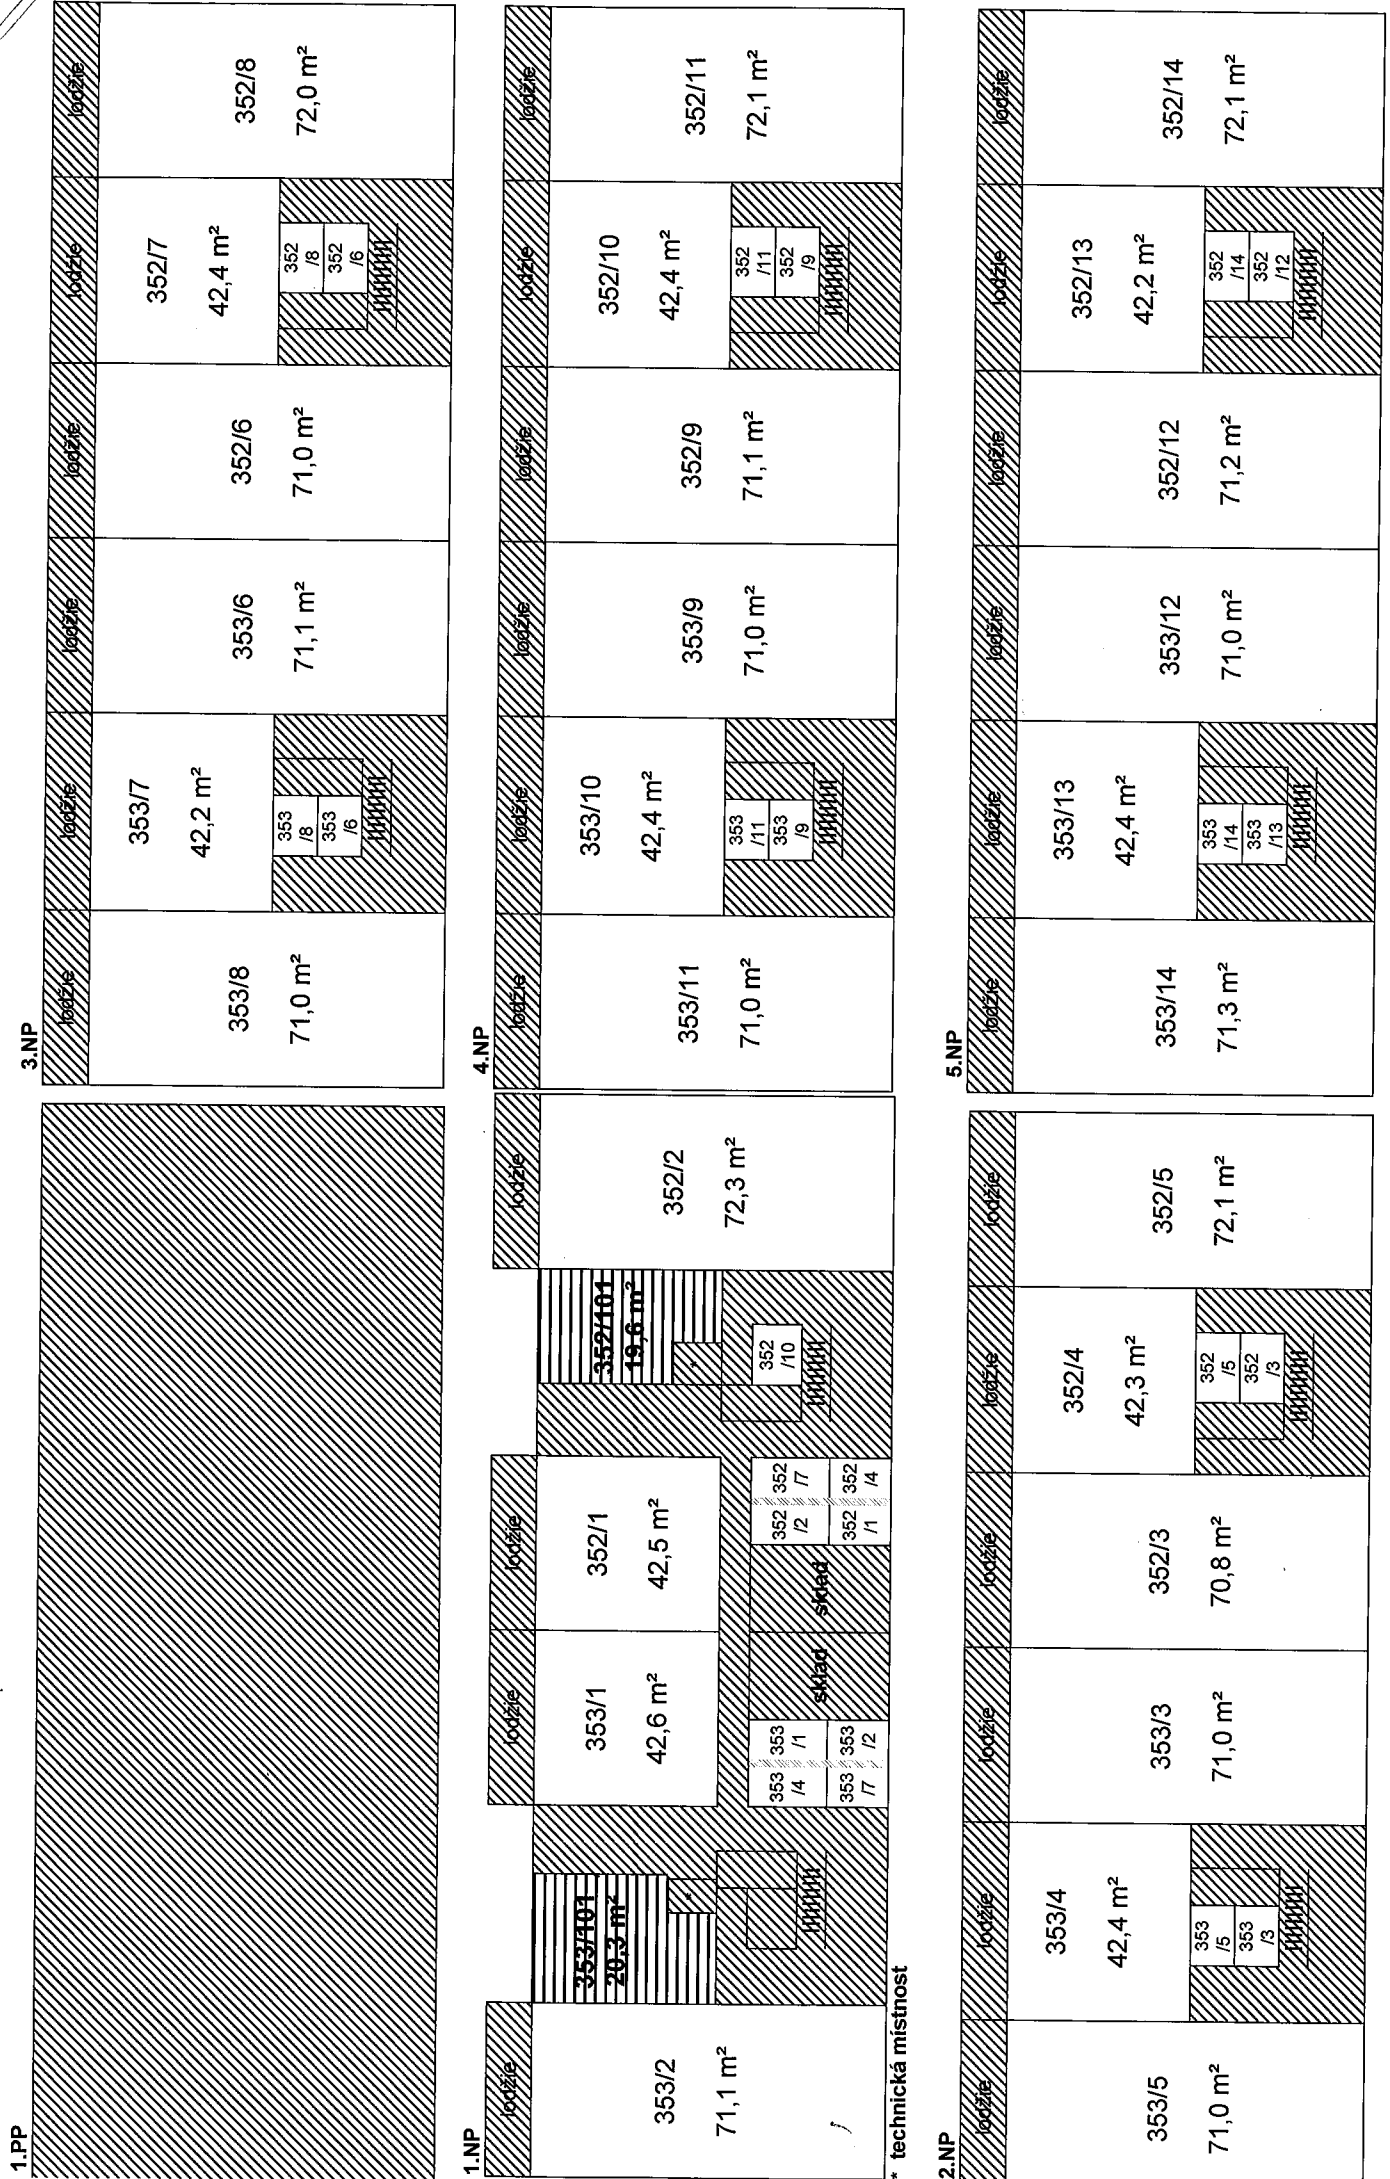 1.PP
1.NP
lodžie
lodžie
lodžie
lodžie
353/2
71,1 m²
353/101
20,3 m²
*
353/1
42,6 m²
352/1
42,5 m²
352/101
19,6 m²
*
352/2
72,3 m²
353
/4
353
/1
353
/7
353
/2
sklad
sklad
352
/2
352
/7
352
/1
352
/4
352
/10
* technická místnost
2.NP
lodžie
lodžie
lodžie
lodžie
lodžie
lodžie
353/5
71,0 m²
353/4
42,4 m²
353
/5
353
/3
353/3
71,0 m²
352/3
70,8 m²
352/4
42,3 m²
352
/5
352
/3
352/5
72,1 m²
3.NP
lodžie
lodžie
lodžie
lodžie
lodžie
lodžie
353/8
71,0 m²
353/7
42,2 m²
353
/8
353
/6
353/6
71,1 m²
352/6
71,0 m²
352/7
42,4 m²
352
/8
352
/6
352/8
72,0 m²
4.NP
lodžie
lodžie
lodžie
lodžie
lodžie
lodžie
353/11
71,0 m²
353/10
42,4 m²
353
/11
353
/9
353/9
71,0 m²
352/9
71,1 m²
352/10
42,4 m²
352
/11
352
/9
352/11
72,1 m²
5.NP
lodžie
lodžie
lodžie
lodžie
lodžie
lodžie
353/14
71,3 m²
353/13
42,4 m²
353
/14
353
/13
353/12
71,0 m²
352/12
71,2 m²
352/13
42,2 m²
352
/14
352
/12
352/14
72,1 m²